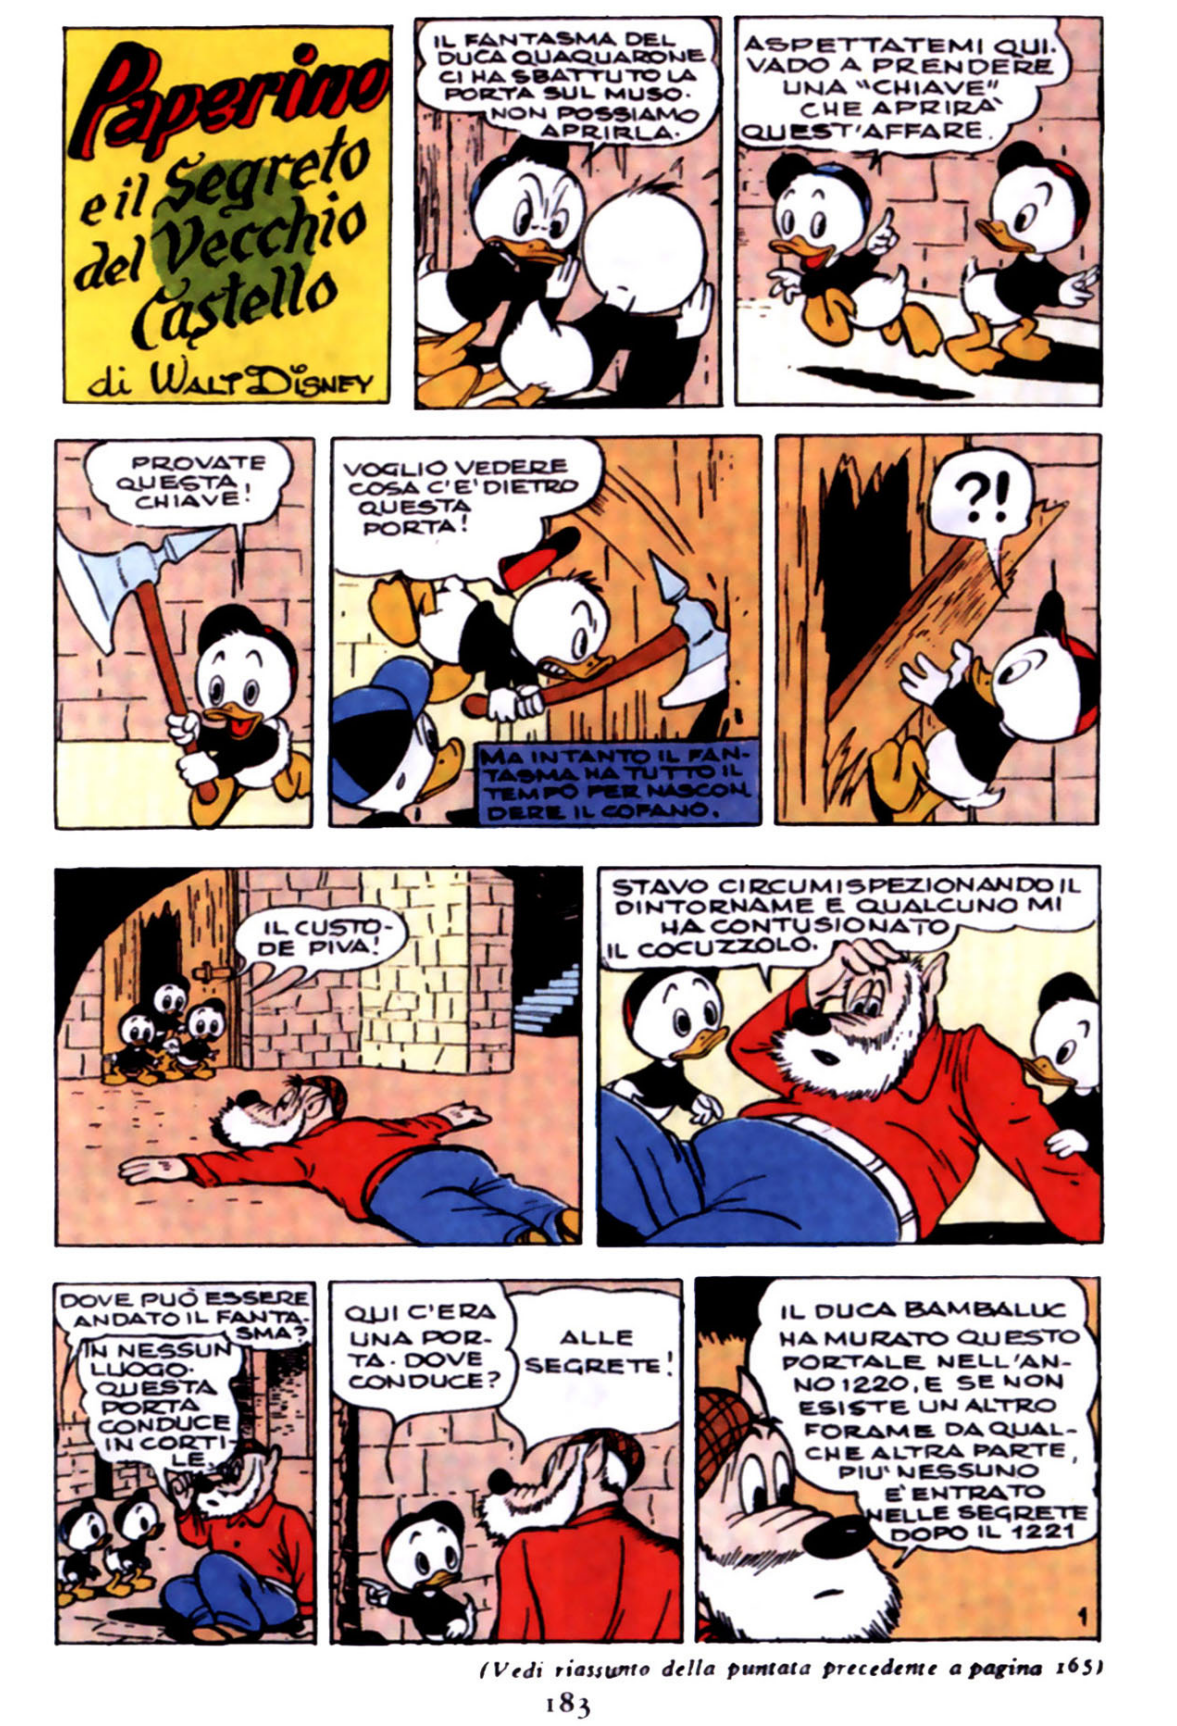 Paperino
e il Segreto
del Vecchio
Castello
di WALT DISNEY
IL FANTASMA DEL
DUCA QUAQUARONE
CI HA SBATTUTO LA
PORTA SUL MUSO.
NON POSSIAMO
APRIRLA.
ASPETTATEMI QUI.
VADO A PRENDERE
UNA "CHIAVE"
CHE APRIRÀ
QUEST'AFFARE.
PROVATE
QUESTA
CHIAVE!
VOGLIO VEDERE
COSA C'E' DIETRO
QUESTA
PORTA!
MA INTANTO IL FAN-
TASMA HA TUTTO IL
TEMPO PER NASCON
DERE IL COFANO.
?!
IL CUSTO-
DE PIVA!
STAVO CIRCUMISPEZIONANDO IL
DINTORNAME E QUALCUNO MI
HA CONTUSIONATO
IL COCUZZOLO.
DOVE PUÒ ESSERE
ANDATO IL FANTA-
SMA?
IN NESSUN
LUOGO.
QUESTA
PORTA
CONDUCE
IN CORTI-
LE.
QUI C'ERA
UNA POR-
TA. DOVE
CONDUCE?
ALLE
SEGRETE!
IL DUCA BAMBALUC
HA MURATO QUESTO
PORTALE NELL'AN-
NO 1220, E SE NON
ESISTE UN ALTRO
FORAME DA QUAL-
CHE ALTRA PARTE,
PIU' NESSUNO
E' ENTRATO
NELLE SEGRETE
DOPO IL 1221
1
(Vedi riassunto della puntata precedente a pagina 165)
183